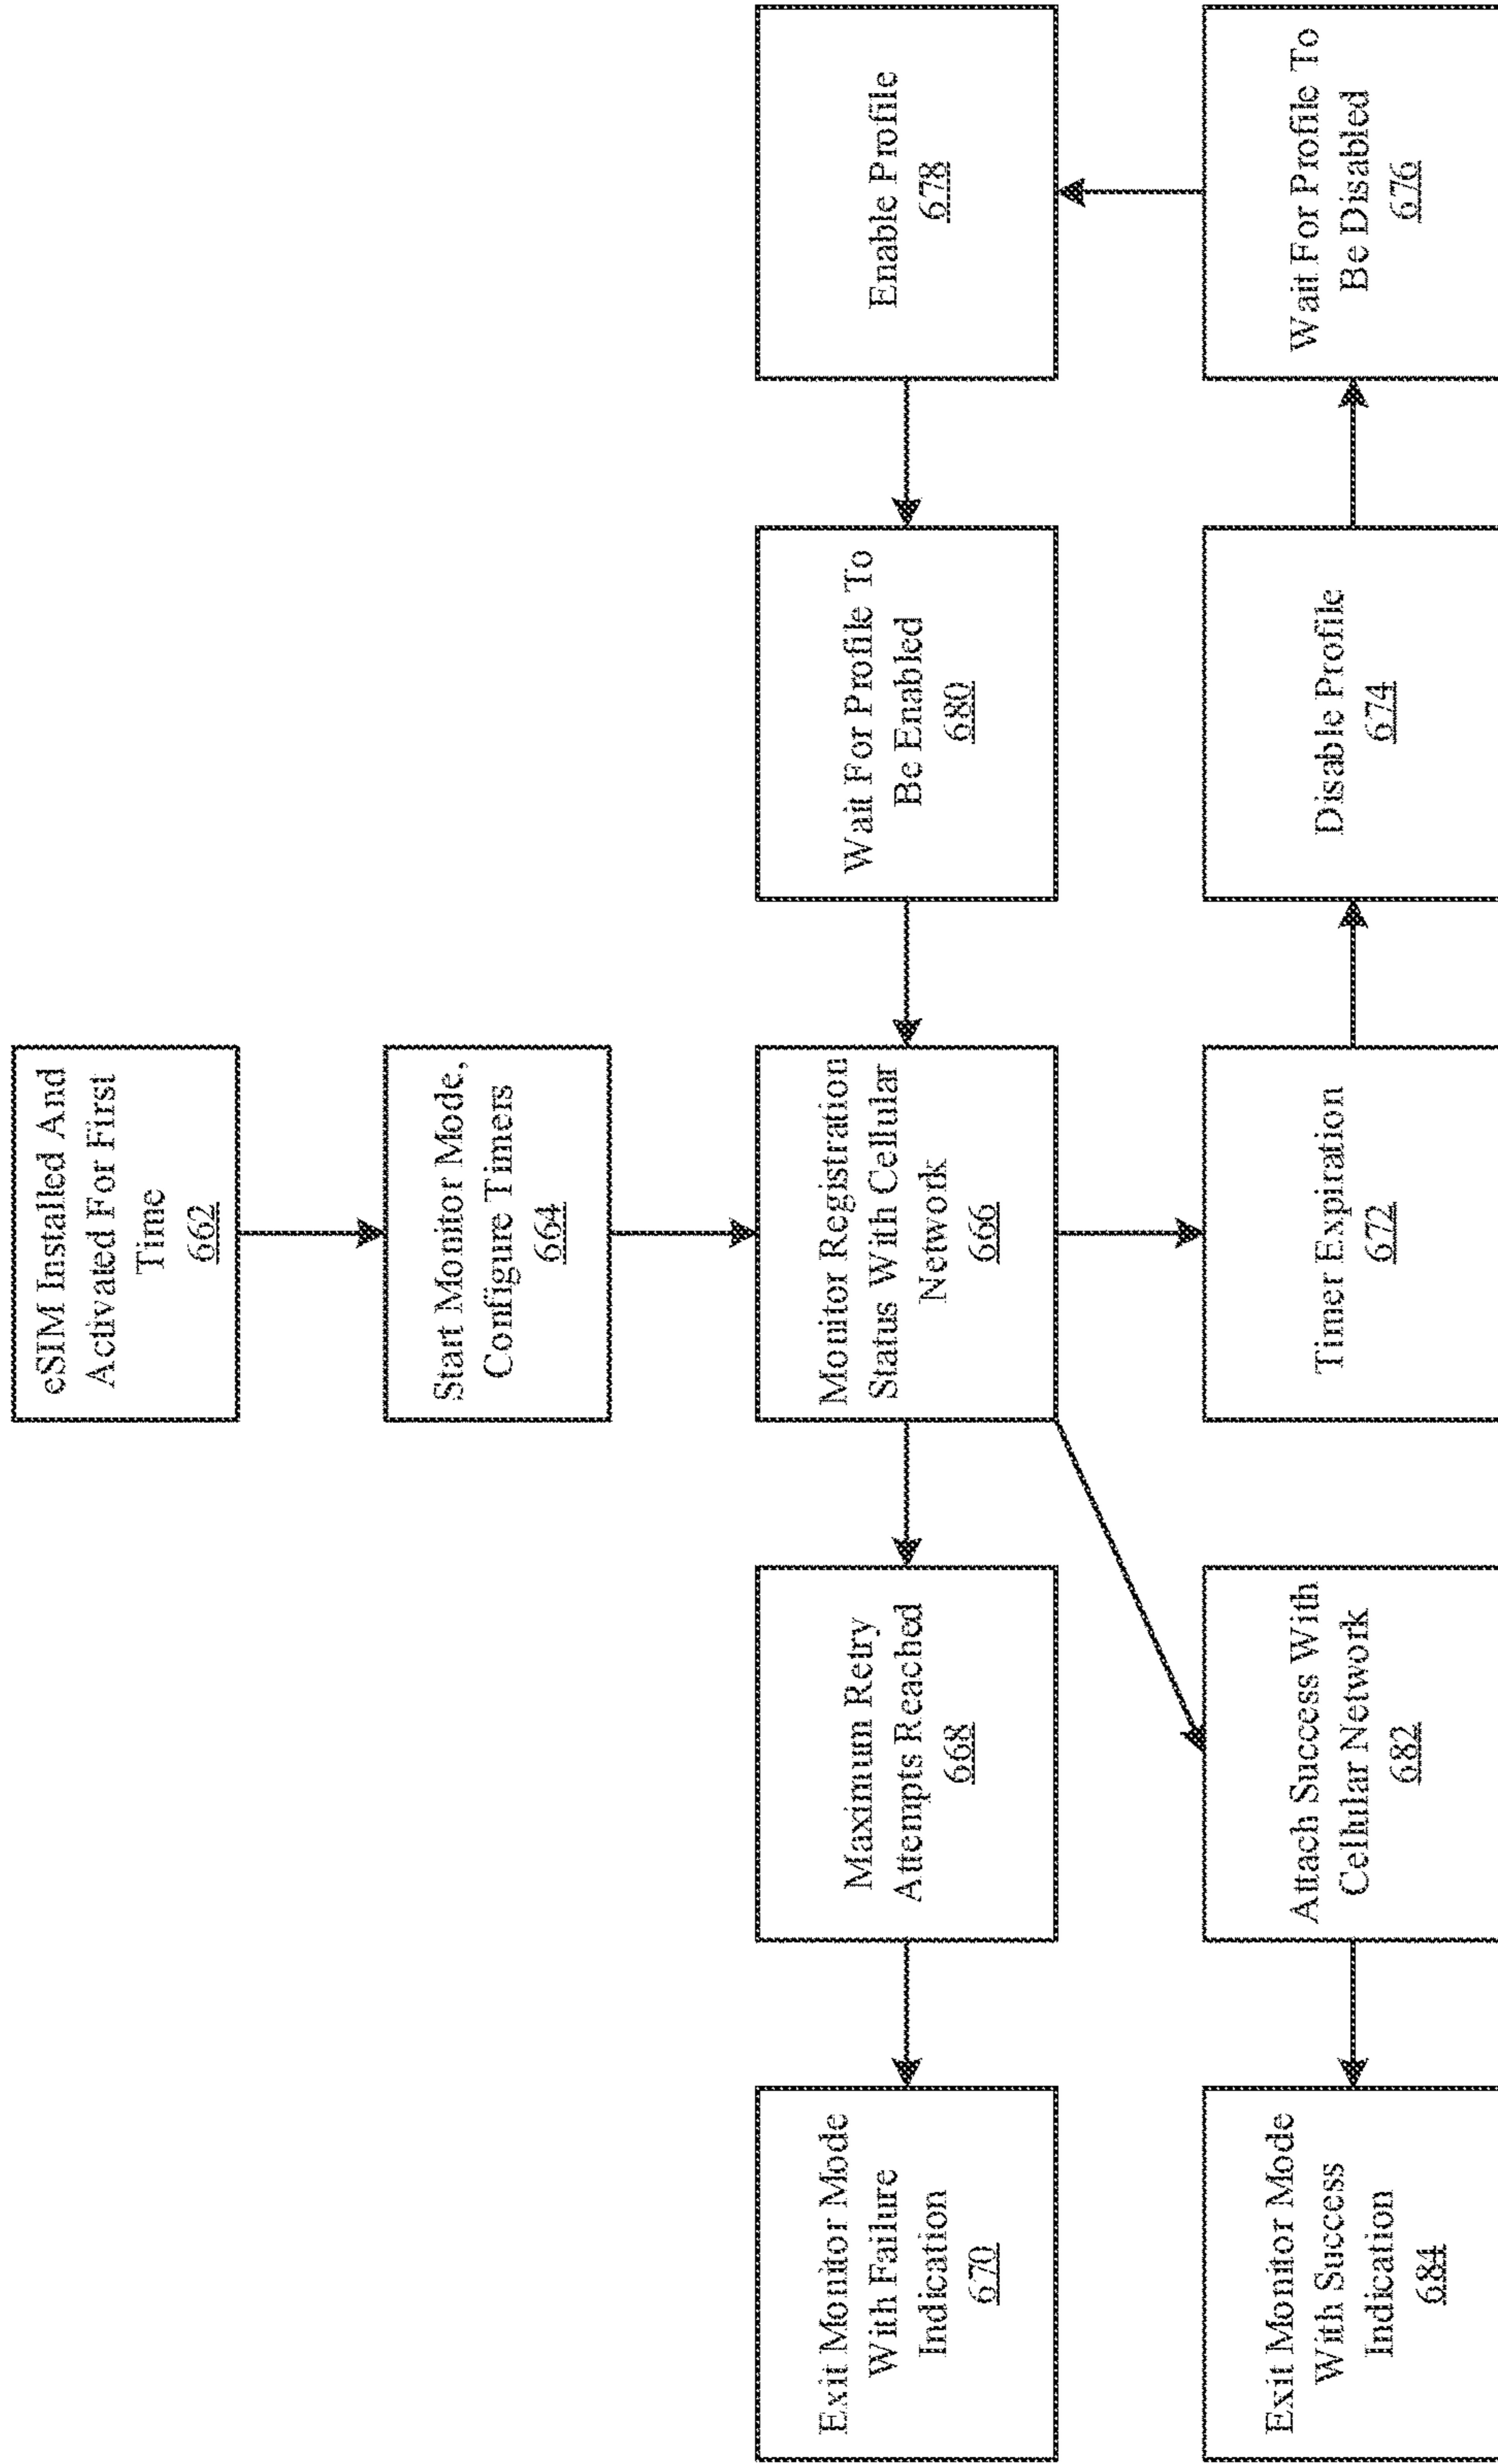 eSIM Installed And
Activated For First
Time
662
Start Monitor Mode,
Configure Timers
664
Exit Monitor Mode
With Failure
Indication
670
Maximum Retry
Attempts Reached
668
Monitor Registration
Status With Cellular
Network
666
Wait For Profile To
Be Enabled
680
Enable Profile
678
Exit Monitor Mode
With Success
Indication
684
Attach Success With
Cellular Network
682
Timer Expiration
672
Disable Profile
674
Wait For Profile To
Be Disabled
676